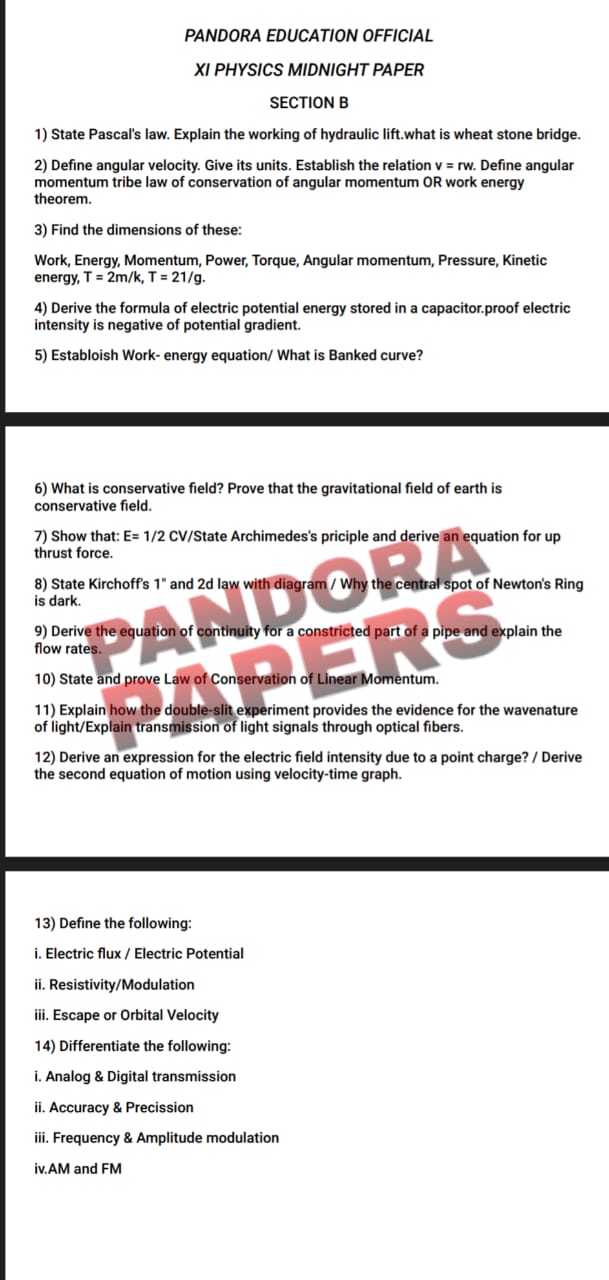 PANDORA EDUCATION OFFICIAL
XI PHYSICS MIDNIGHT PAPER
SECTION B
1) State Pascal's law. Explain the working of hydraulic lift.what is wheat stone bridge.
2) Define angular velocity. Give its units. Establish the relation v = rw. Define angular
momentum tribe law of conservation of angular momentum OR work energy
theorem.
3) Find the dimensions of these:
Work, Energy, Momentum, Power, Torque, Angular momentum, Pressure, Kinetic
energy, T = 2m/k, T = 21/g.
4) Derive the formula of electric potential energy stored in a capacitor.proof electric
intensity is negative of potential gradient.
5) Establoish Work- energy equation/ What is Banked curve?
6) What is conservative field? Prove that the gravitational field of earth is
conservative field.
7) Show that: E= 1/2 CV/State Archimedes's priciple and derive an equation for up
thrust force.
8) State Kirchoff's 1" and 2d law with diagram / Why the central spot of Newton's Ring
is dark.
9) Derive the equation of continuity for a constricted part of a pipe and explain the
flow rates.
10) State and prove Law of Conservation of Linear Momentum.
11) Explain how the double-slit experiment provides the evidence for the wavenature
of light/Explain transmission of light signals through optical fibers.
12) Derive an expression for the electric field intensity due to a point charge? / Derive
the second equation of motion using velocity-time graph.
PANDORA
PAPERS
13) Define the following:
i. Electric flux / Electric Potential
ii. Resistivity/Modulation
iii. Escape or Orbital Velocity
14) Differentiate the following:
i. Analog & Digital transmission
ii. Accuracy & Precission
iii. Frequency & Amplitude modulation
iv.AM and FM